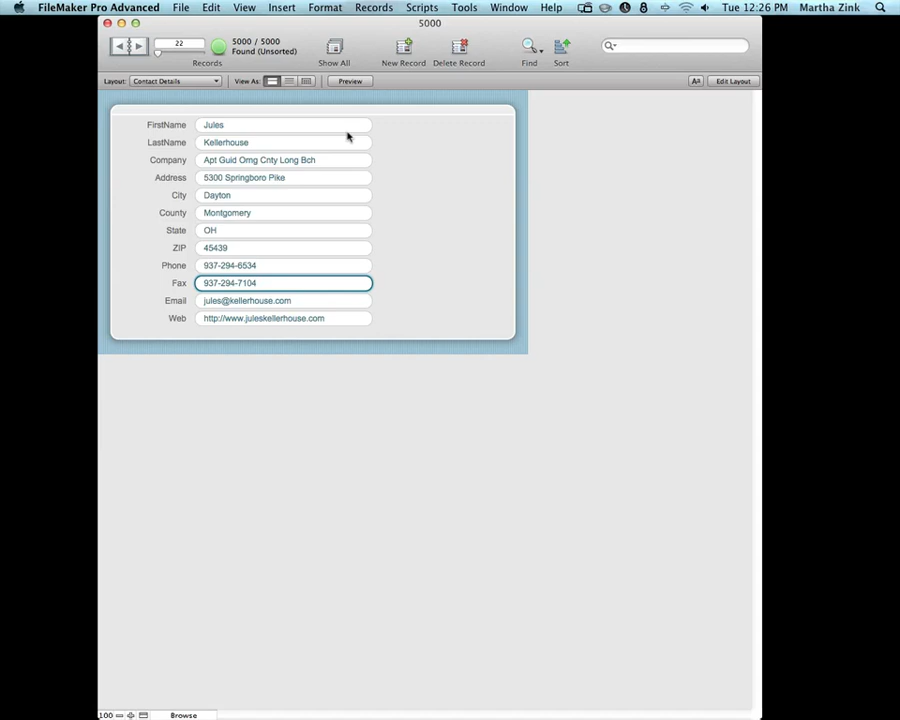 FileMaker Pro Advanced File Edit View Insert Format Records Scripts Tools Window Help Tue 12:26 PM Martha Zink
5000
22
5000 / 5000
Found (Unsorted)
Records
Show All
New Record
Delete Record
Find
Sort
Layout: Contact Details
View As:
Preview
Aa
Edit Layout
FirstName Jules
LastName Kellerhouse
Company Apt Guid Omg Cnty Long Bch
Address 5300 Springboro Pike
City Dayton
County Montgomery
State OH
ZIP 45439
Phone 937-294-6534
Fax 937-294-7104
Email jules@kellerhouse.com
Web http://www.juleskellerhouse.com
100
Browse